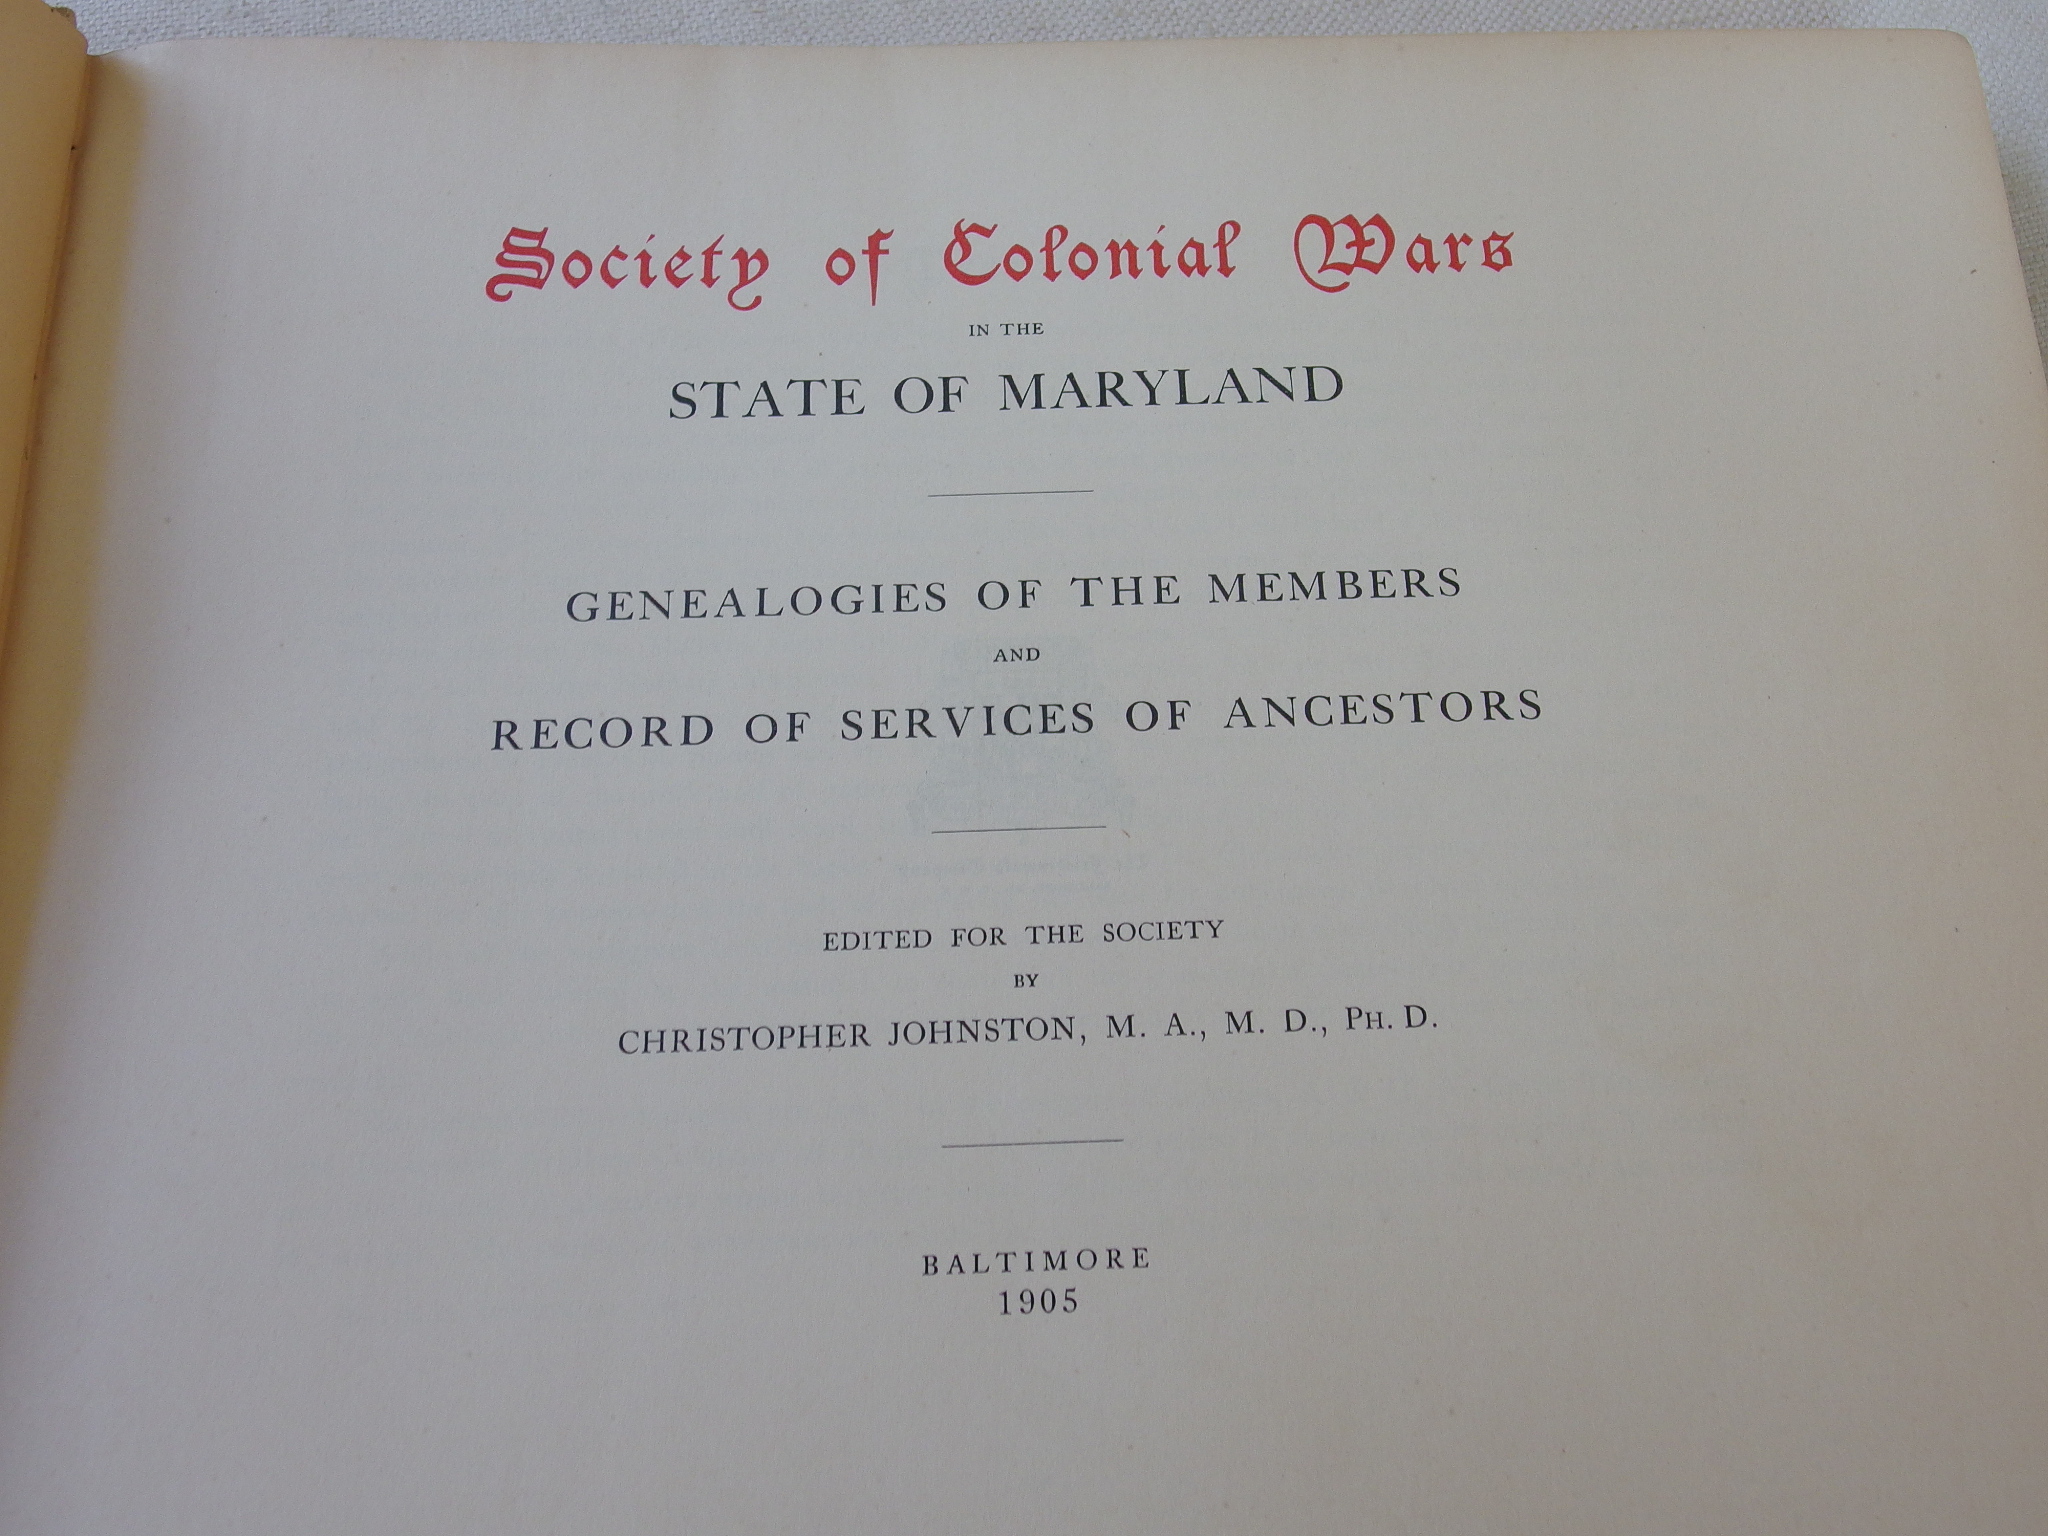 Society of Colonial Wars
IN THE
STATE OF MARYLAND
GENEALOGIES OF THE MEMBERS
AND
RECORD OF SERVICES OF ANCESTORS
EDITED FOR THE SOCIETY
BY
CHRISTOPHER JOHNSTON, M. A., M. D., PH. D.
BALTIMORE
1905